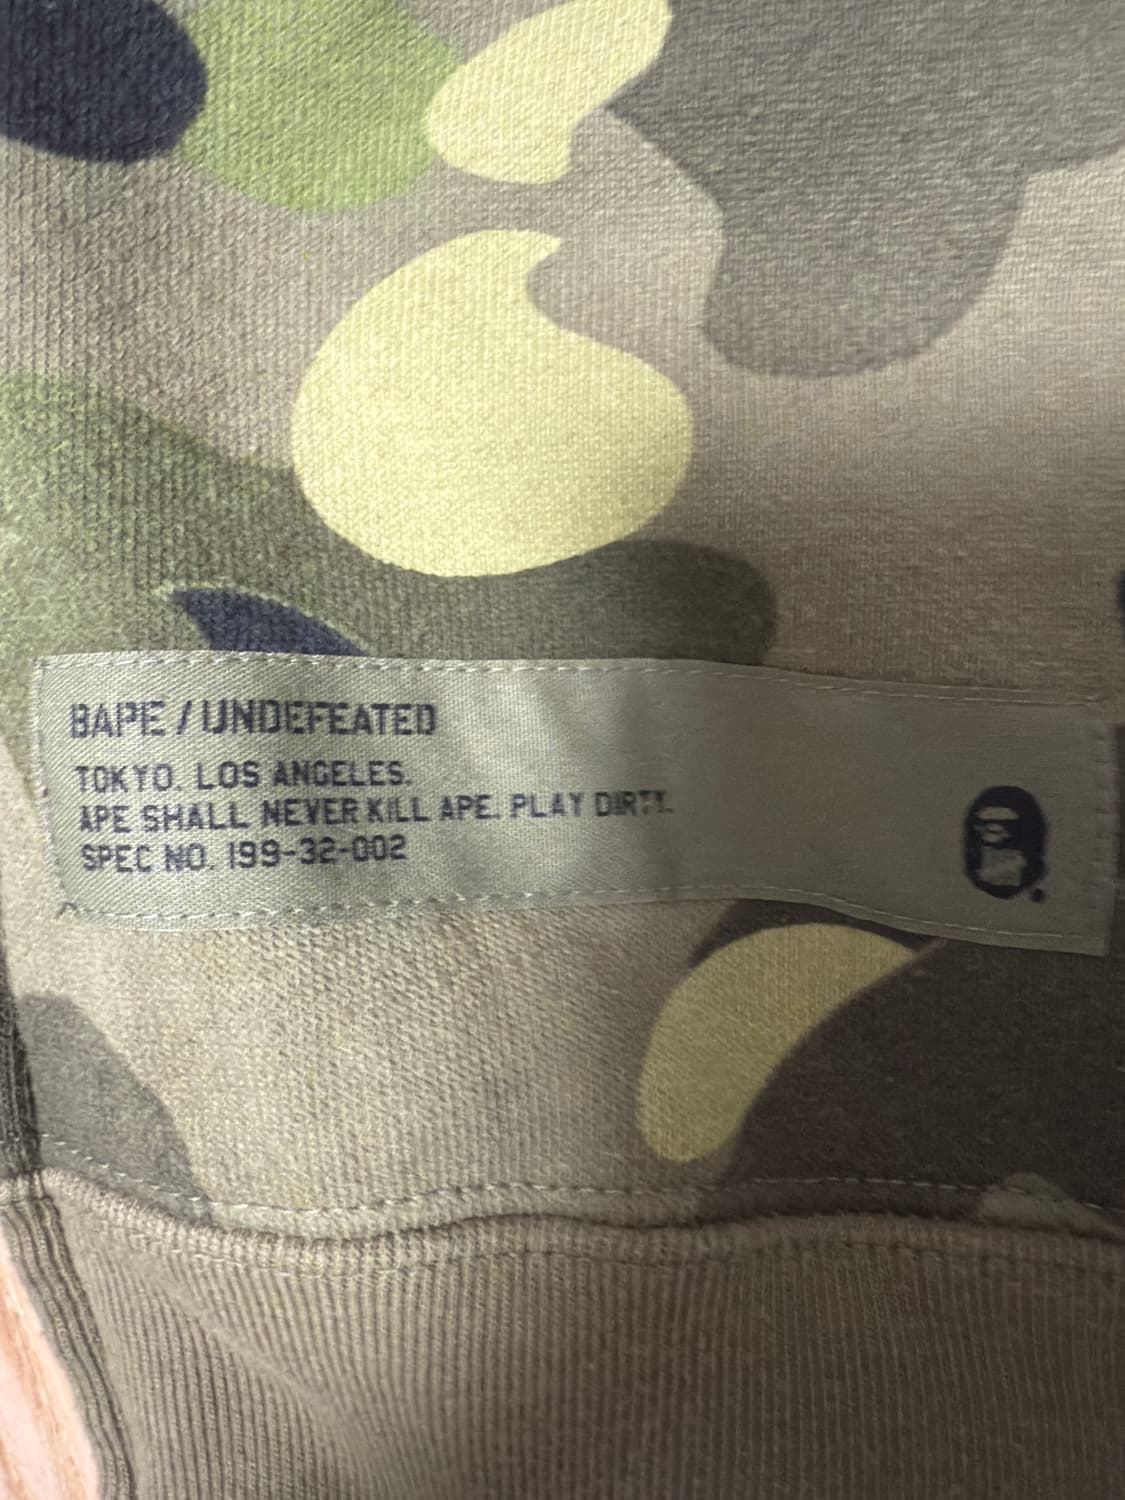 BAPE / UNDEFEATED
TOKYO. LOS ANGELES.
APE SHALL NEVER KILL APE. PLAY DIRTY.
SPEC NO. 199-32-002